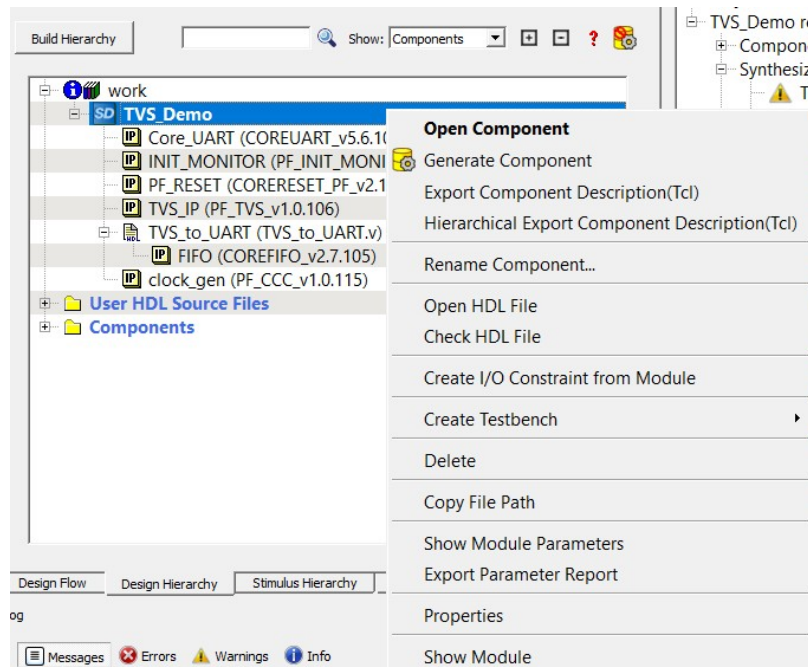 Build Hierarchy
Show: Components
TVS_Demo re
Compon
Synthesiz
T
work
TVS_Demo
Core_UART (COREUART_v5.6.10
INIT_MONITOR (PF_INIT_MONI
PF_RESET (CORERESET_PF_v2.1
TVS_IP (PF_TVS_v1.0.106)
TVS_to_UART (TVS_to_UART.v)
FIFO (COREFIFO_v2.7.105)
clock_gen (PF_CCC_v1.0.115)
User HDL Source Files
Components
Open Component
Generate Component
Export Component Description(Tcl)
Hierarchical Export Component Description(Tcl)
Rename Component...
Open HDL File
Check HDL File
Create I/O Constraint from Module
Create Testbench
Delete
Copy File Path
Show Module Parameters
Export Parameter Report
Properties
Show Module
Design Flow Design Hierarchy Stimulus Hierarchy
og
Messages Errors Warnings Info